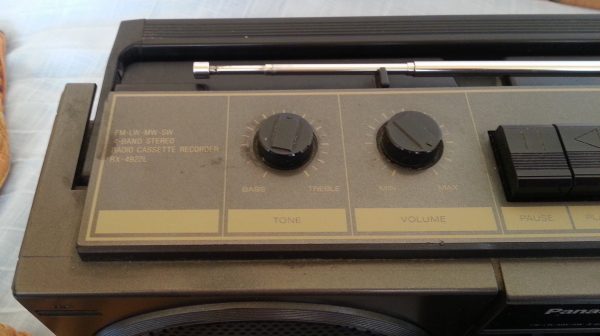 FM-LW-MW-SW
4-BAND STEREO
RADIO CASSETTE RECORDER
RX-4922L
BASS TREBLE
TONE
MIN MAX
VOLUME
PAUSE